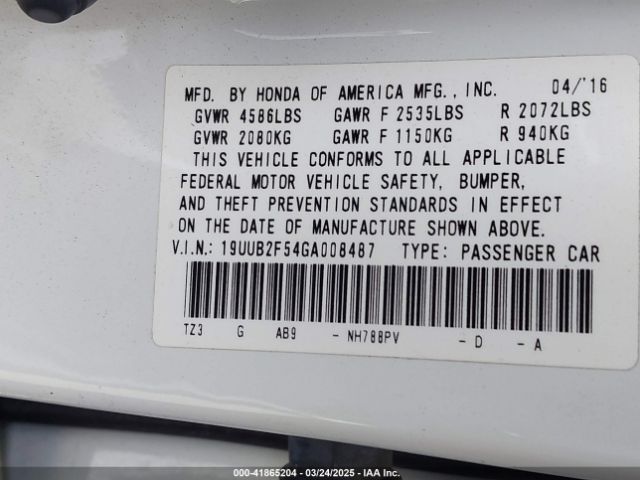 MFD. BY HONDA OF AMERICA MFG., INC. 04/'16
GVWR 4586LBS GAWR F 2535LBS R 2072LBS
GVWR 2080KG GAWR F 1150KG R 940KG
THIS VEHICLE CONFORMS TO ALL APPLICABLE
FEDERAL MOTOR VEHICLE SAFETY, BUMPER,
AND THEFT PREVENTION STANDARDS IN EFFECT
ON THE DATE OF MANUFACTURE SHOWN ABOVE.
V.I.N.: 19UUB2F54GA008487 TYPE: PASSENGER CAR
TZ3 G AB9 - NH788PV - D - A
000-41865204 - 03/24/2025 - IAA Inc.